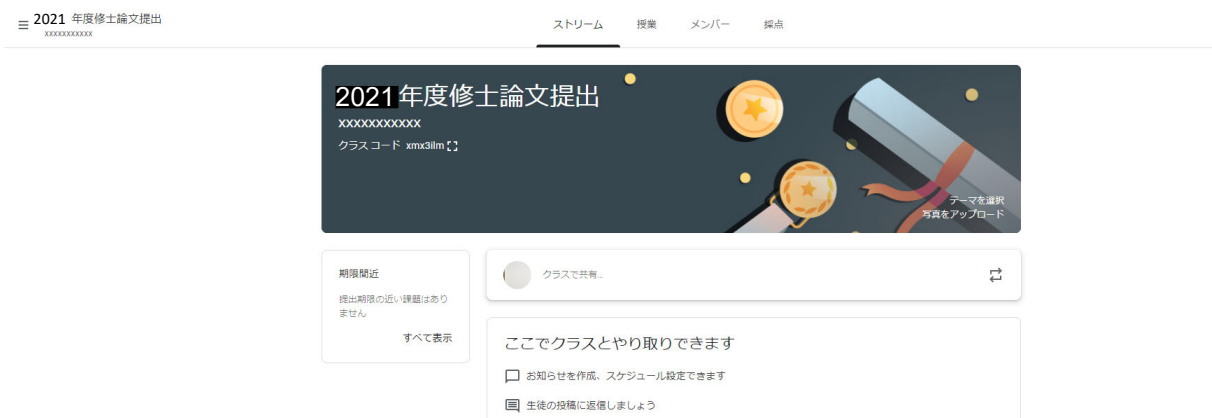 2021 年度修士論文提出
xxxxxxxxxxx
ストリーム 授業 メンバー 採点
2021年度修士論文提出
xxxxxxxxxxx
クラス コード xmx3ilm
テーマを選択
写真をアップロード
期限間近
提出期限の近い課題はあり
ません
すべて表示
クラスで共有...
ここでクラスとやり取りできます
お知らせを作成、スケジュール設定できます
生徒の投稿に返信しましょう